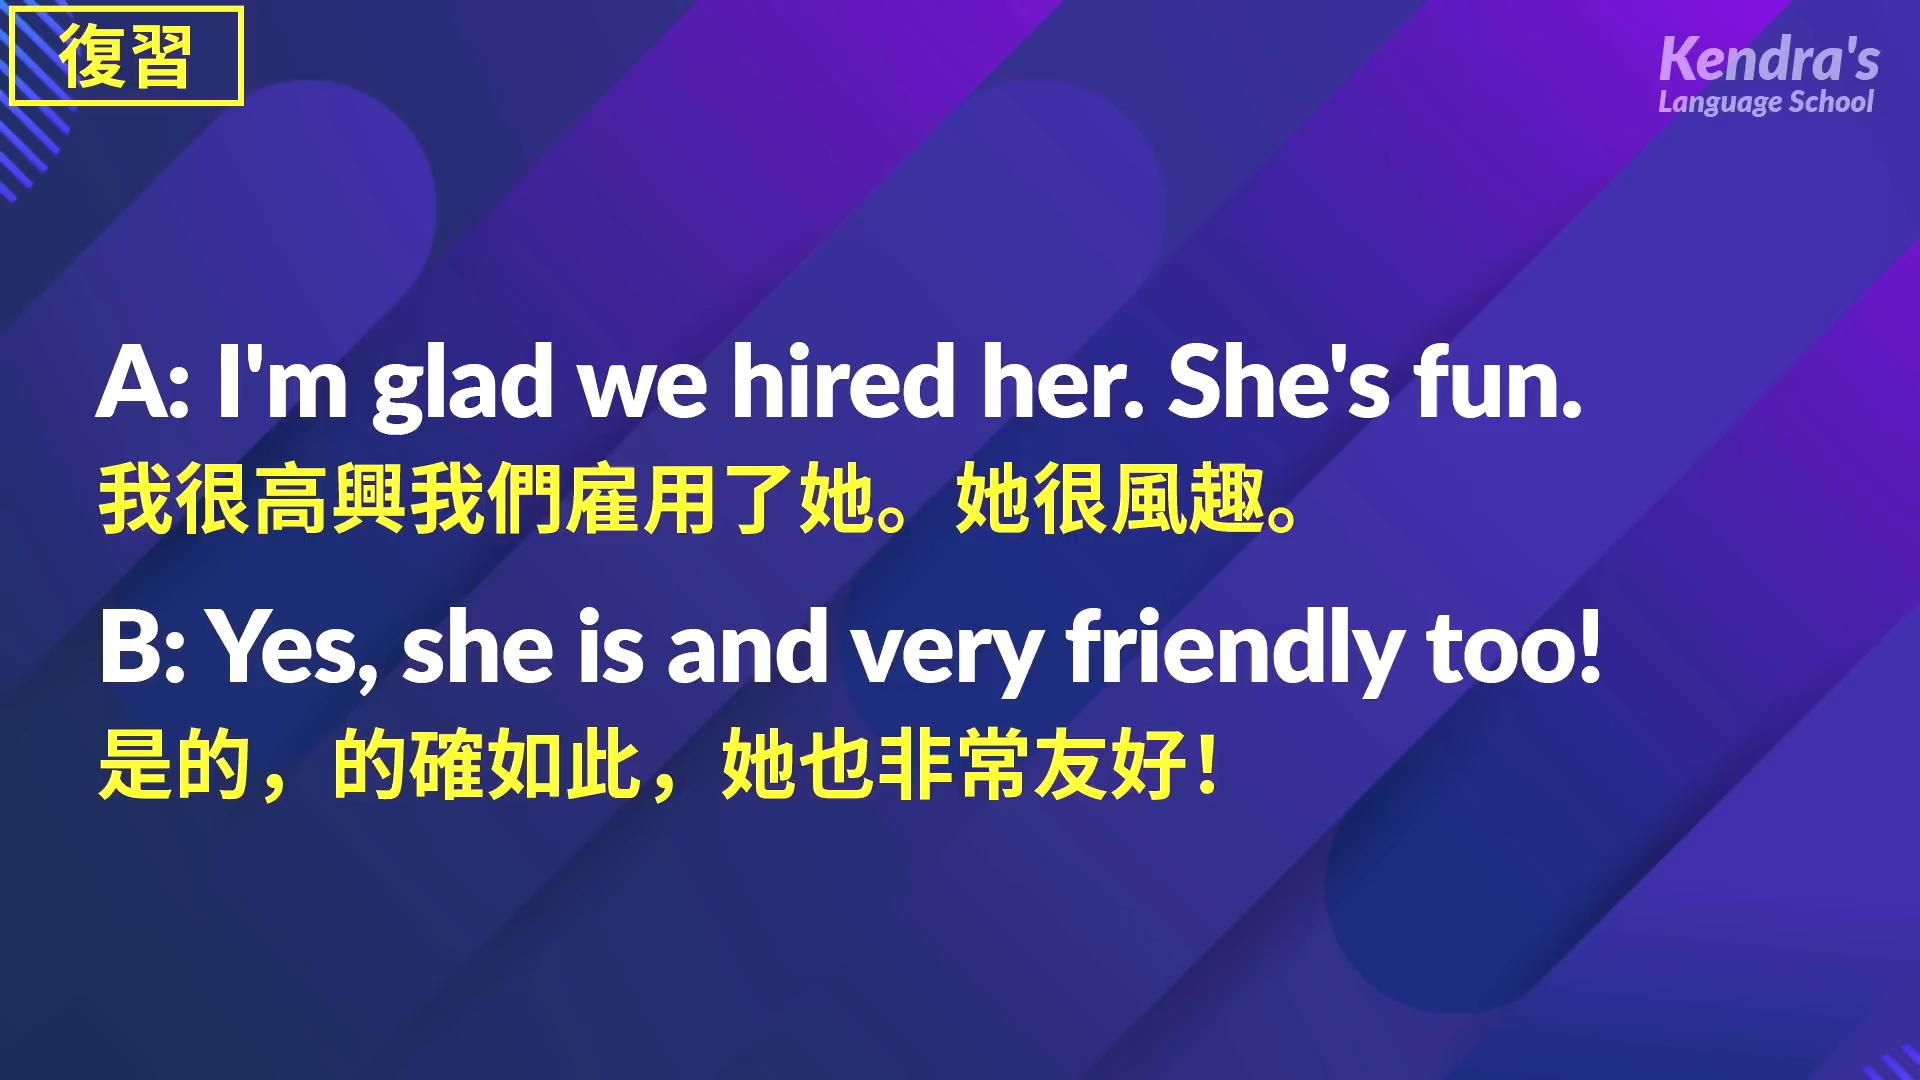 復習
Kendra's
Language School
A: I'm glad we hired her. She's fun.
我很高興我們雇用了她。她很風趣。
B: Yes, she is and very friendly too!
是的，的確如此，她也非常友好！